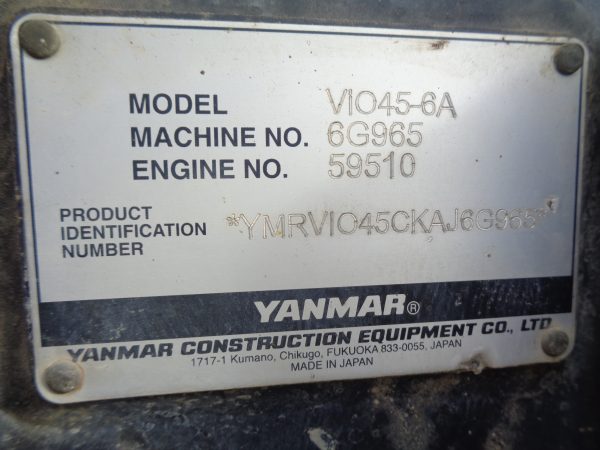 MODEL VIO45-6A
MACHINE NO. 6G965
ENGINE NO. 59510
PRODUCT
IDENTIFICATION *YMRVIO45CKAJ6G965*
NUMBER
YANMAR®
YANMAR CONSTRUCTION EQUIPMENT CO., LTD
1717-1 Kumano, Chikugo, FUKUOKA 833-0055, JAPAN
MADE IN JAPAN